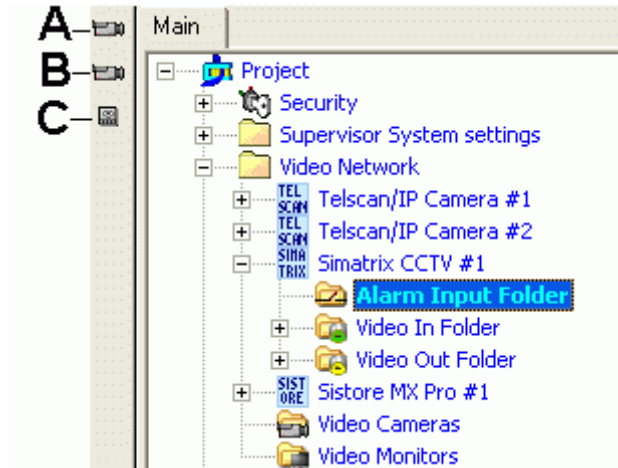 A
B
C
Main
Project
Security
Supervisor System settings
Video Network
TEL SCAN Telscan/IP Camera #1
TEL SCAN Telscan/IP Camera #2
SIMA TRIX Simatrix CCTV #1
Alarm Input Folder
Video In Folder
Video Out Folder
SIST ORE Sistore MX Pro #1
Video Cameras
Video Monitors